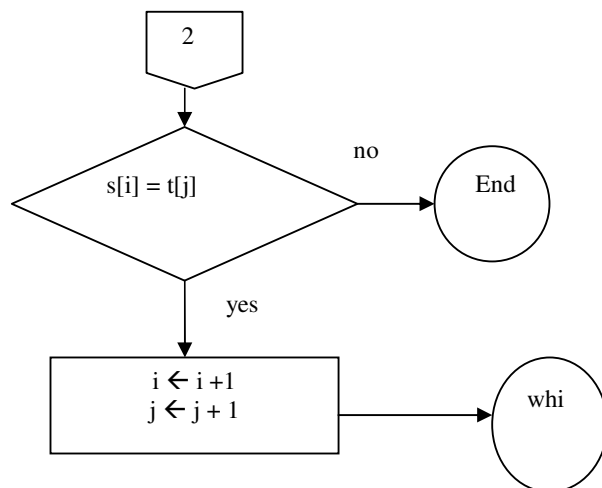 2
no
s[i] = t[j]
End
yes
i ← i +1
j ← j + 1
whi